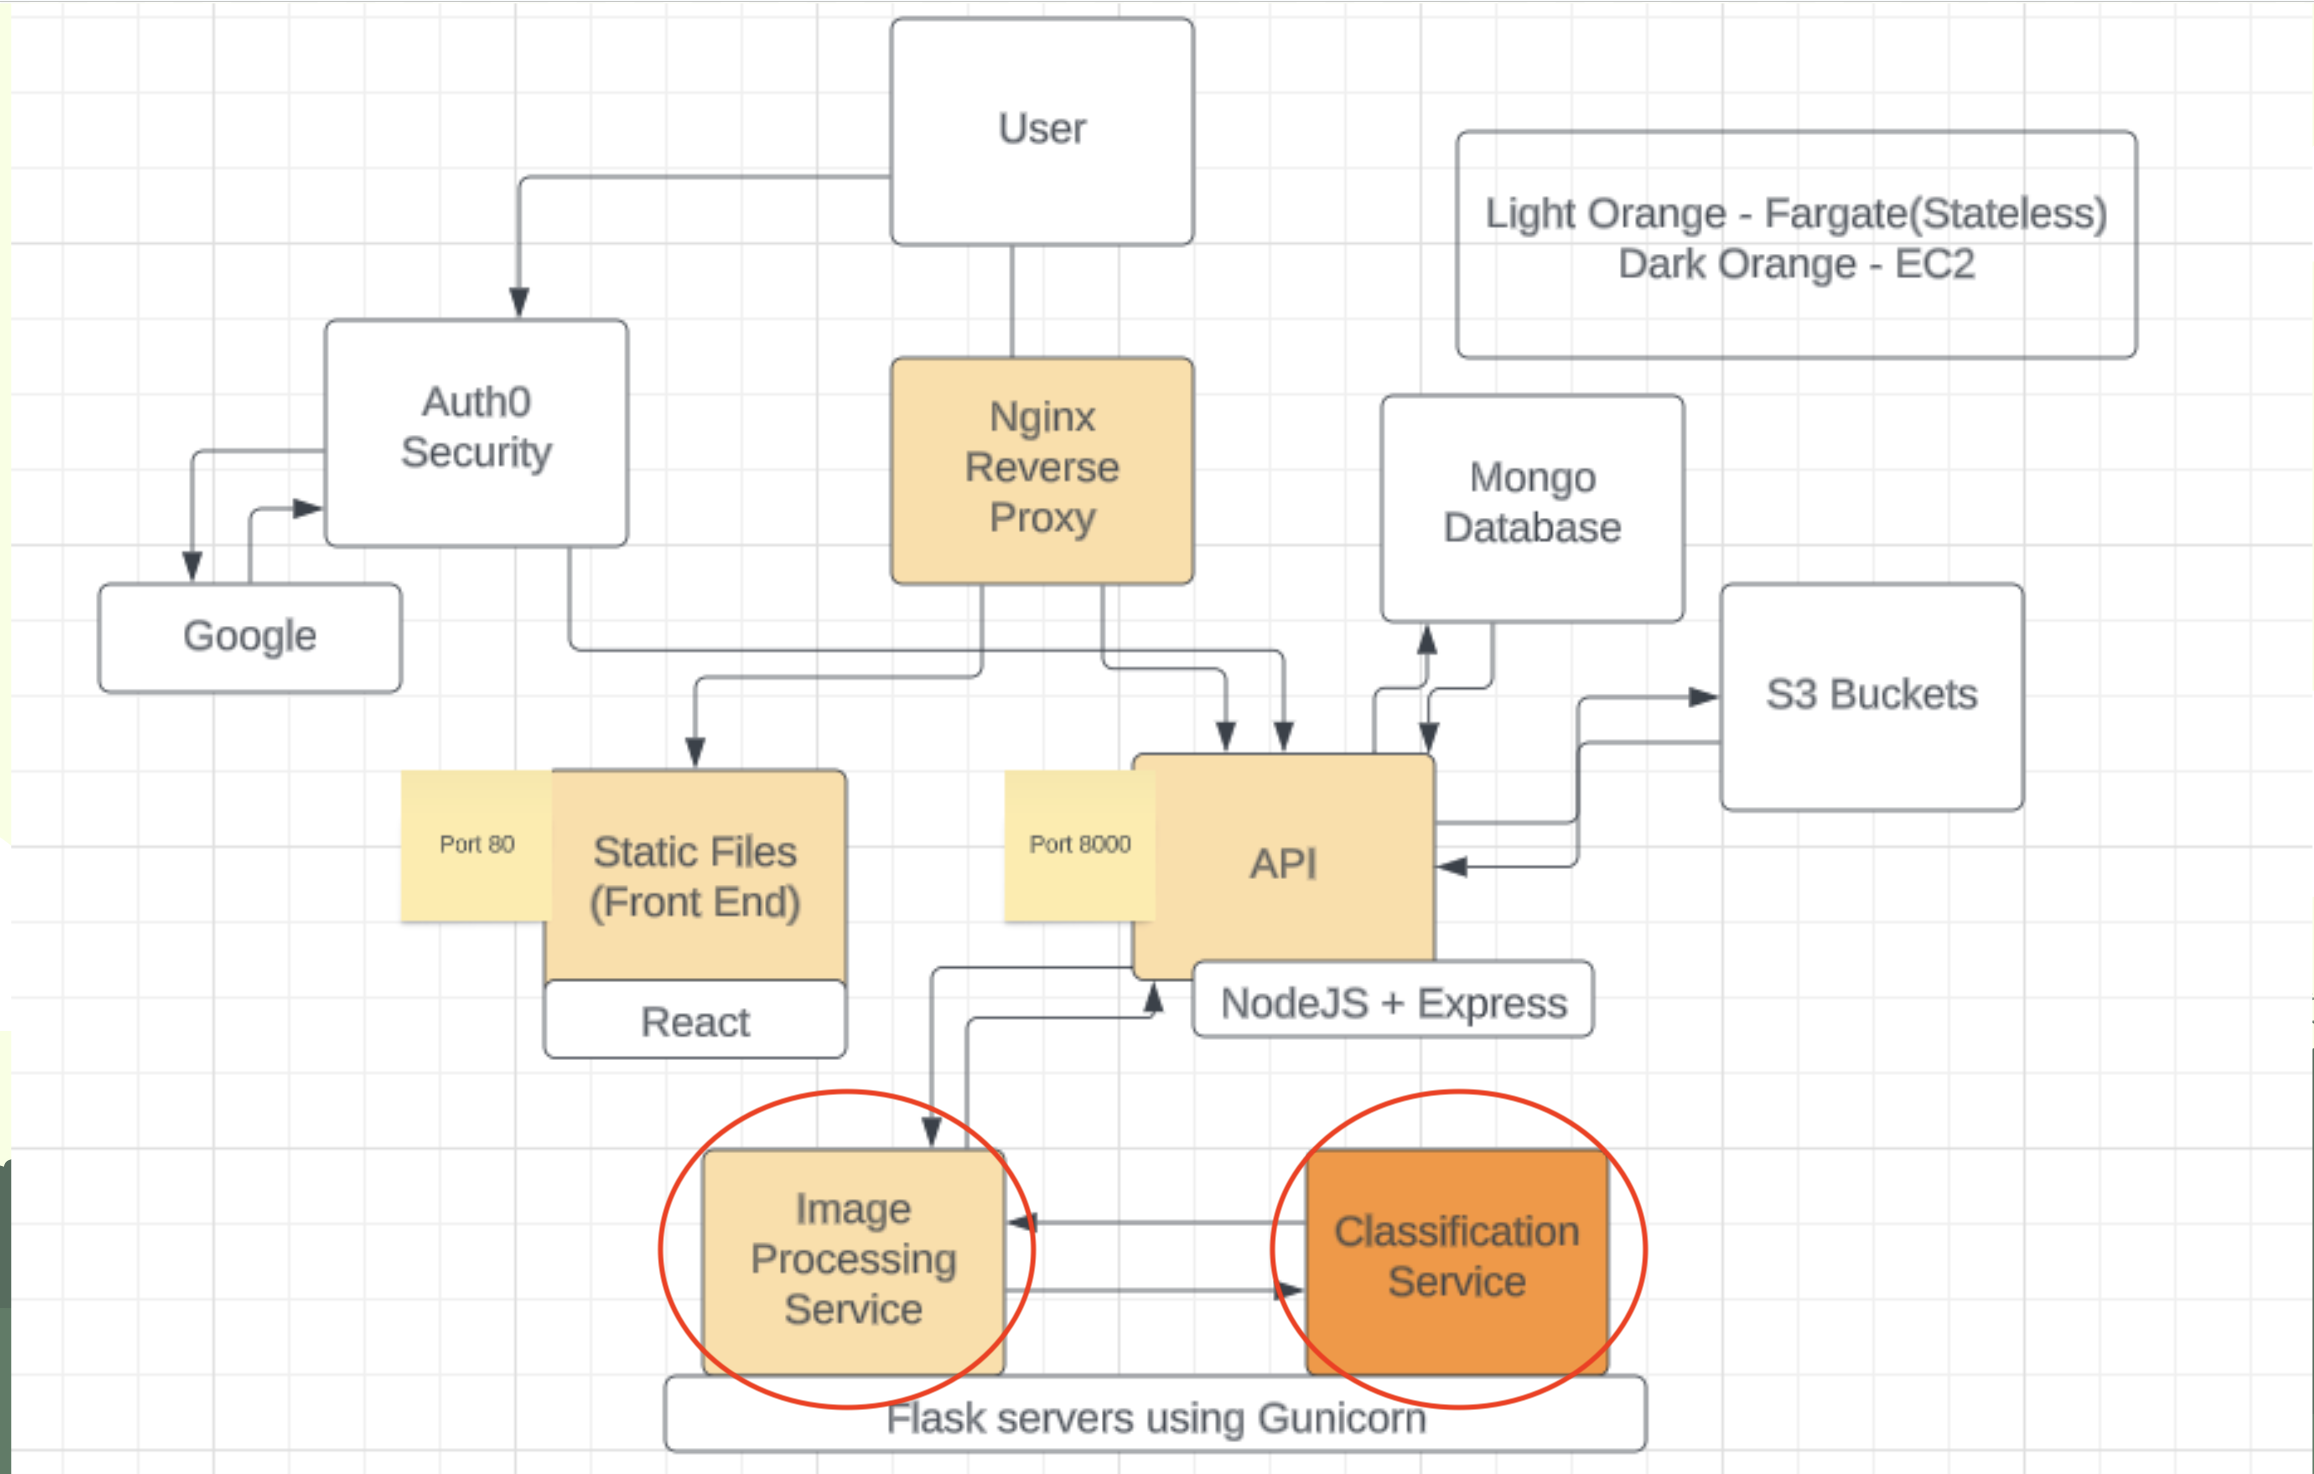 User
Light Orange - Fargate(Stateless)
Dark Orange - EC2
Auth0
Security
Nginx
Reverse
Proxy
Mongo
Database
Google
S3 Buckets
Port 80
Static Files
(Front End)
React
Port 8000
API
NodeJS + Express
Image
Processing
Service
Classification
Service
Flask servers using Gunicorn